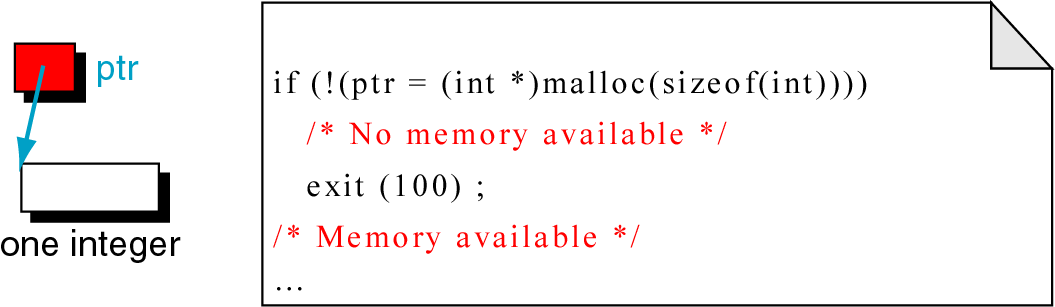 ptr
one integer
if (!(ptr = (int *)malloc(sizeof(int))))
/* No memory available */
exit (100) ;
/* Memory available */
...